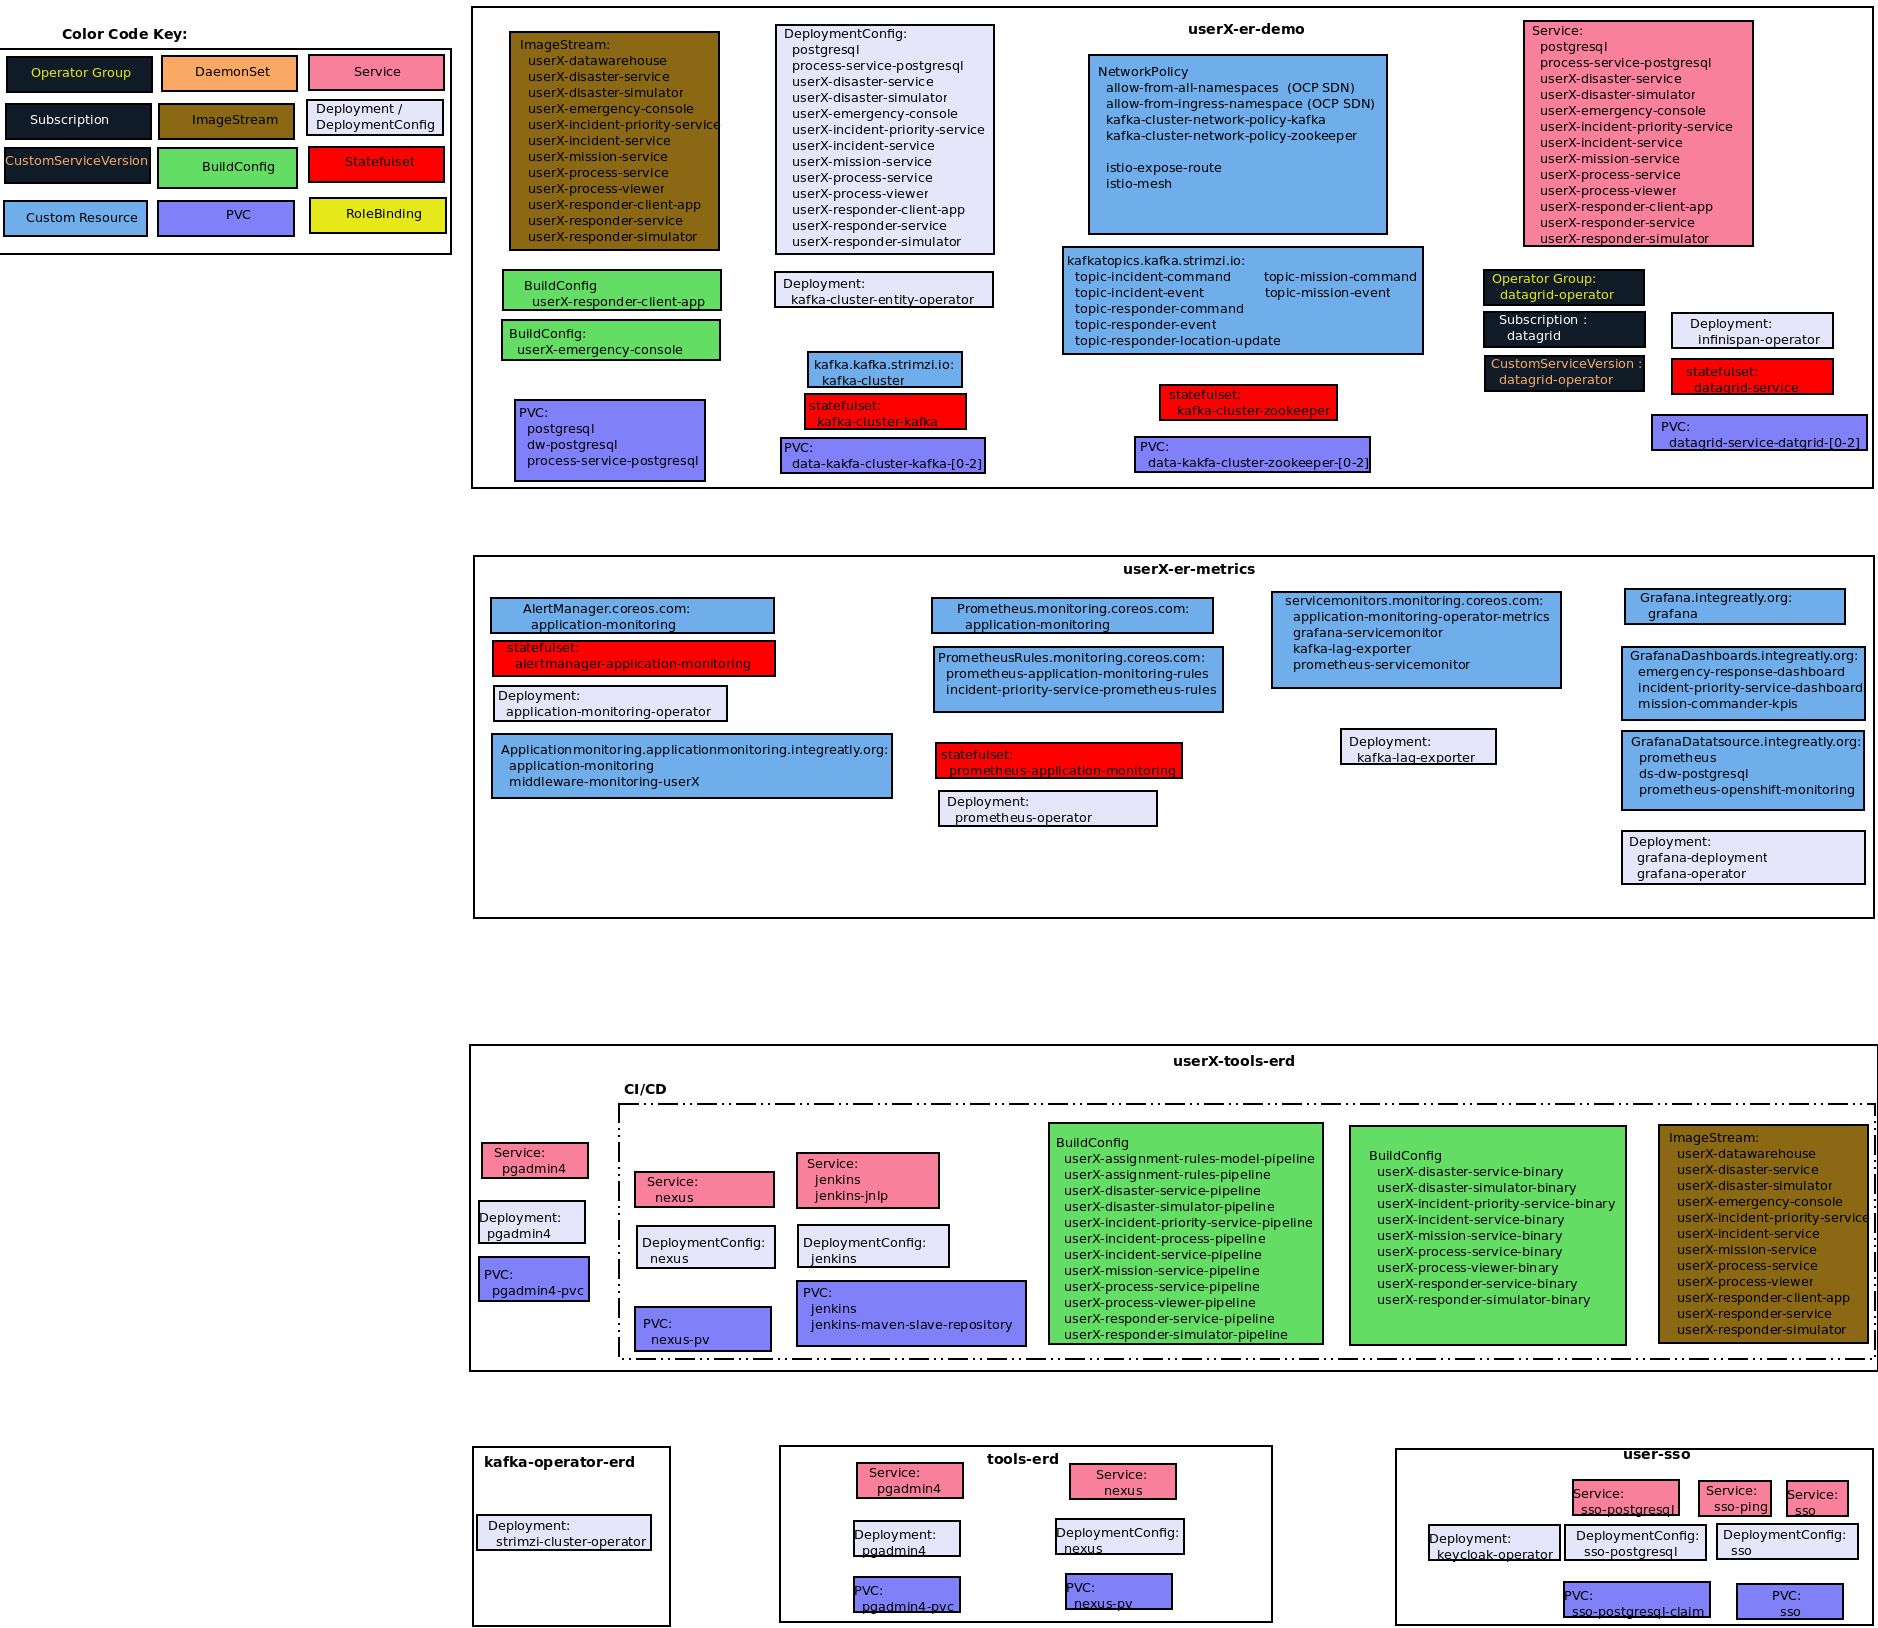 Color Code Key:
Operator Group
DaemonSet
Service
Subscription
ImageStream
Deployment /
DeploymentConfig
CustomServiceVersion
BuildConfig
Statefulset
Custom Resource
PVC
RoleBinding
userX-er-demo
ImageStream:
userX-datawarehouse
userX-disaster-service
userX-disaster-simulator
userX-emergency-console
userX-incident-priority-service
userX-incident-service
userX-mission-service
userX-process-service
userX-process-viewer
userX-responder-client-app
userX-responder-service
userX-responder-simulator
BuildConfig
userX-responder-client-app
BuildConfig:
userX-emergency-console
PVC:
postgresql
dw-postgresql
process-service-postgresql
DeploymentConfig:
postgresql
process-service-postgresql
userX-disaster-service
userX-disaster-simulator
userX-emergency-console
userX-incident-priority-service
userX-incident-service
userX-mission-service
userX-process-service
userX-process-viewer
userX-responder-client-app
userX-responder-service
userX-responder-simulator
Deployment:
kafka-cluster-entity-operator
kafka.kafka.strimzi.io:
kafka-cluster
statefulset:
kafka-cluster-kafka
PVC:
data-kakfa-cluster-kafka-[0-2]
NetworkPolicy
allow-from-all-namespaces  (OCP SDN)
allow-from-ingress-namespace (OCP SDN)
kafka-cluster-network-policy-kafka
kafka-cluster-network-policy-zookeeper
istio-expose-route
istio-mesh
kafkatopics.kafka.strimzi.io:
topic-incident-command topic-mission-command
topic-incident-event topic-mission-event
topic-responder-command
topic-responder-event
topic-responder-location-update
statefulset:
kafka-cluster-zookeeper
PVC:
data-kakfa-cluster-zookeeper-[0-2]
Service:
postgresql
process-service-postgresql
userX-disaster-service
userX-disaster-simulator
userX-emergency-console
userX-incident-priority-service
userX-incident-service
userX-mission-service
userX-process-service
userX-process-viewer
userX-responder-client-app
userX-responder-service
userX-responder-simulator
Operator Group:
datagrid-operator
Subscription :
datagrid
CustomServiceVersion :
datagrid-operator
Deployment:
infinispan-operator
statefulset:
datagrid-service
PVC:
datagrid-service-datgrid-[0-2]
userX-er-metrics
AlertManager.coreos.com:
application-monitoring
statefulset:
alertmanager-application-monitoring
Deployment:
application-monitoring-operator
Applicationmonitoring.applicationmonitoring.integreatly.org:
application-monitoring
middleware-monitoring-userX
Prometheus.monitoring.coreos.com:
application-monitoring
PrometheusRules.monitoring.coreos.com:
prometheus-application-monitoring-rules
incident-priority-service-prometheus-rules
statefulset:
prometheus-application-monitoring
Deployment:
prometheus-operator
servicemonitors.monitoring.coreos.com:
application-monitoring-operator-metrics
grafana-servicemonitor
kafka-lag-exporter
prometheus-servicemonitor
Deployment:
kafka-lag-exporter
Grafana.integreatly.org:
grafana
GrafanaDashboards.integreatly.org:
emergency-response-dashboard
incident-priority-service-dashboard
mission-commander-kpis
GrafanaDatatsource.integreatly.org:
prometheus
ds-dw-postgresql
prometheus-openshift-monitoring
Deployment:
grafana-deployment
grafana-operator
userX-tools-erd
CI/CD
Service:
pgadmin4
Deployment:
pgadmin4
PVC:
pgadmin4-pvc
Service:
nexus
DeploymentConfig:
nexus
PVC:
nexus-pv
Service:
jenkins
jenkins-jnlp
DeploymentConfig:
jenkins
PVC:
jenkins
jenkins-maven-slave-repository
BuildConfig
userX-assignment-rules-model-pipeline
userX-assignment-rules-pipeline
userX-disaster-service-pipeline
userX-disaster-simulator-pipeline
userX-incident-priority-service-pipeline
userX-incident-process-pipeline
userX-incident-service-pipeline
userX-mission-service-pipeline
userX-process-service-pipeline
userX-process-viewer-pipeline
userX-responder-service-pipeline
userX-responder-simulator-pipeline
BuildConfig
userX-disaster-service-binary
userX-disaster-simulator-binary
userX-incident-priority-service-binary
userX-incident-service-binary
userX-mission-service-binary
userX-process-service-binary
userX-process-viewer-binary
userX-responder-service-binary
userX-responder-simulator-binary
ImageStream:
userX-datawarehouse
userX-disaster-service
userX-disaster-simulator
userX-emergency-console
userX-incident-priority-service
userX-incident-service
userX-mission-service
userX-process-service
userX-process-viewer
userX-responder-client-app
userX-responder-service
userX-responder-simulator
kafka-operator-erd
Deployment:
strimzi-cluster-operator
tools-erd
Service:
pgadmin4
Deployment:
pgadmin4
PVC:
pgadmin4-pvc
Service:
nexus
DeploymentConfig:
nexus
PVC:
nexus-pv
user-sso
Service:
sso-postgresql
Service:
sso-ping
Service:
sso
Deployment:
keycloak-operator
DeploymentConfig:
sso-postgresql
DeploymentConfig:
sso
PVC:
sso-postgresql-claim
PVC:
sso